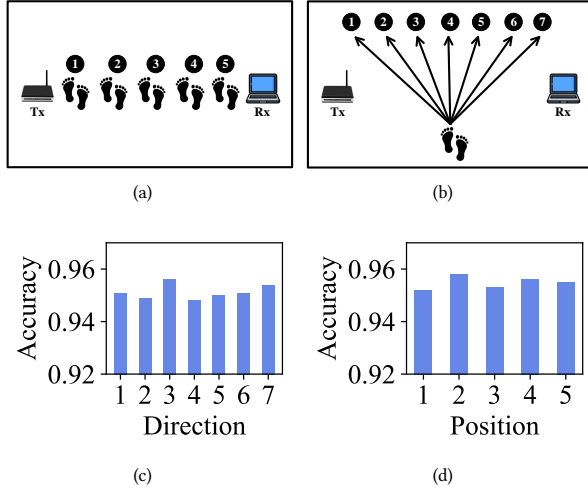 1 2 3 4 5
Tx Rx
(a)
1 2 3 4 5 6 7
Tx Rx
(b)
Accuracy
0.96
0.94
0.92
1 2 3 4 5 6 7
Direction
(c)
Accuracy
0.96
0.94
0.92
1 2 3 4 5
Position
(d)